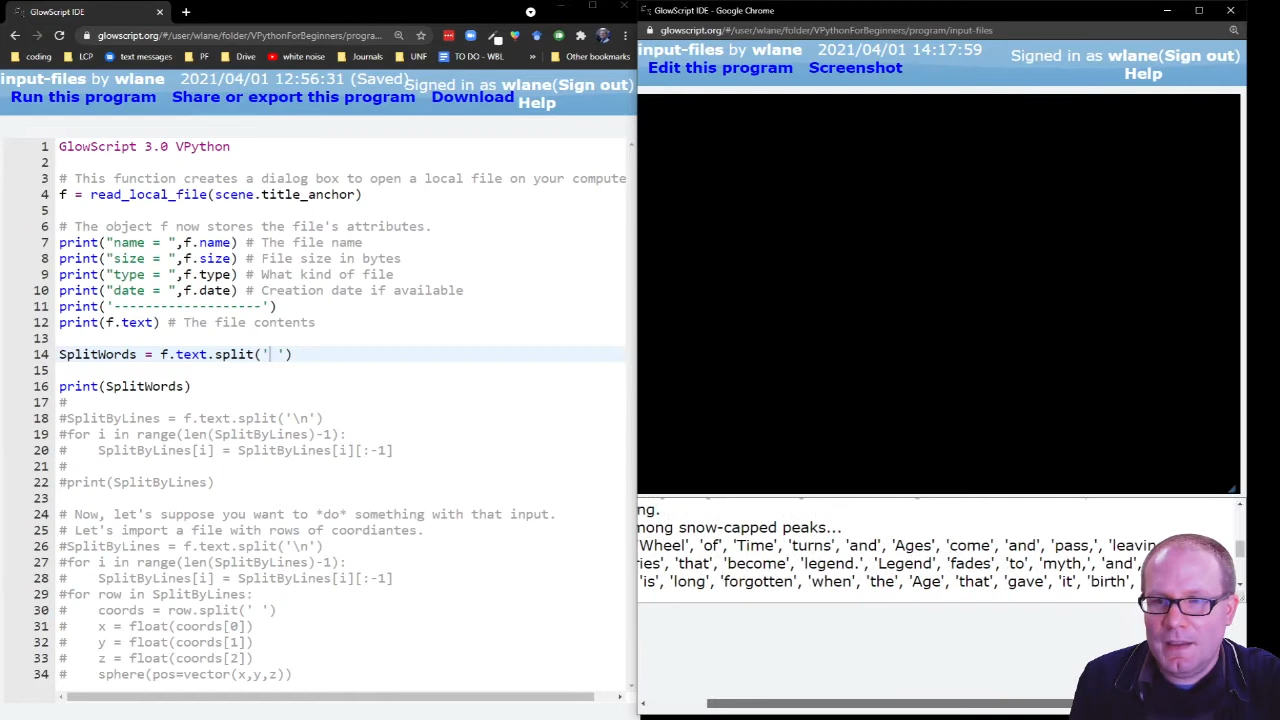 GlowScript IDE
glowscript.org/#/user/wlane/folder/VPythonForBeginners/progra...
coding
LCP
text messages
PF
Drive
white noise
Journals
UNF
TO DO - WBL
»
Other bookmarks
input-files by wlane 2021/04/01 12:56:31 (Saved) Signed in as wlane(Sign out)
Run this program Share or export this program Download Help
1 GlowScript 3.0 VPython
2
3 # This function creates a dialog box to open a local file on your compute
4 f = read_local_file(scene.title_anchor)
5
6 # The object f now stores the file's attributes.
7 print("name = ",f.name) # The file name
8 print("size = ",f.size) # File size in bytes
9 print("type = ",f.type) # What kind of file
10 print("date = ",f.date) # Creation date if available
11 print('-------------------')
12 print(f.text) # The file contents
13
14 SplitWords = f.text.split(' ')
15
16 print(SplitWords)
17 #
18 #SplitByLines = f.text.split('\n')
19 #for i in range(len(SplitByLines)-1):
20 #    SplitByLines[i] = SplitByLines[i][:-1]
21 #
22 #print(SplitByLines)
23
24 # Now, let's suppose you want to *do* something with that input.
25 # Let's import a file with rows of coordiantes.
26 #SplitByLines = f.text.split('\n')
27 #for i in range(len(SplitByLines)-1):
28 #    SplitByLines[i] = SplitByLines[i][:-1]
29 #for row in SplitByLines:
30 #    coords = row.split(' ')
31 #    x = float(coords[0])
32 #    y = float(coords[1])
33 #    z = float(coords[2])
34 #    sphere(pos=vector(x,y,z))
GlowScript IDE - Google Chrome
glowscript.org/#/user/wlane/folder/VPythonForBeginners/program/input-files
input-files by wlane 2021/04/01 14:17:59 Signed in as wlane(Sign out)
Edit this program Screenshot Help
ng.
mong snow-capped peaks...
Wheel', 'of', 'Time', 'turns', 'and', 'Ages', 'come', 'and', 'pass,', 'leavin
ries', 'that', 'become', 'legend.', 'Legend', 'fades', 'to', 'myth,', 'and',
'is', 'long', 'forgotten', 'when', 'the', 'Age', 'that', 'gave', 'it', 'birth',